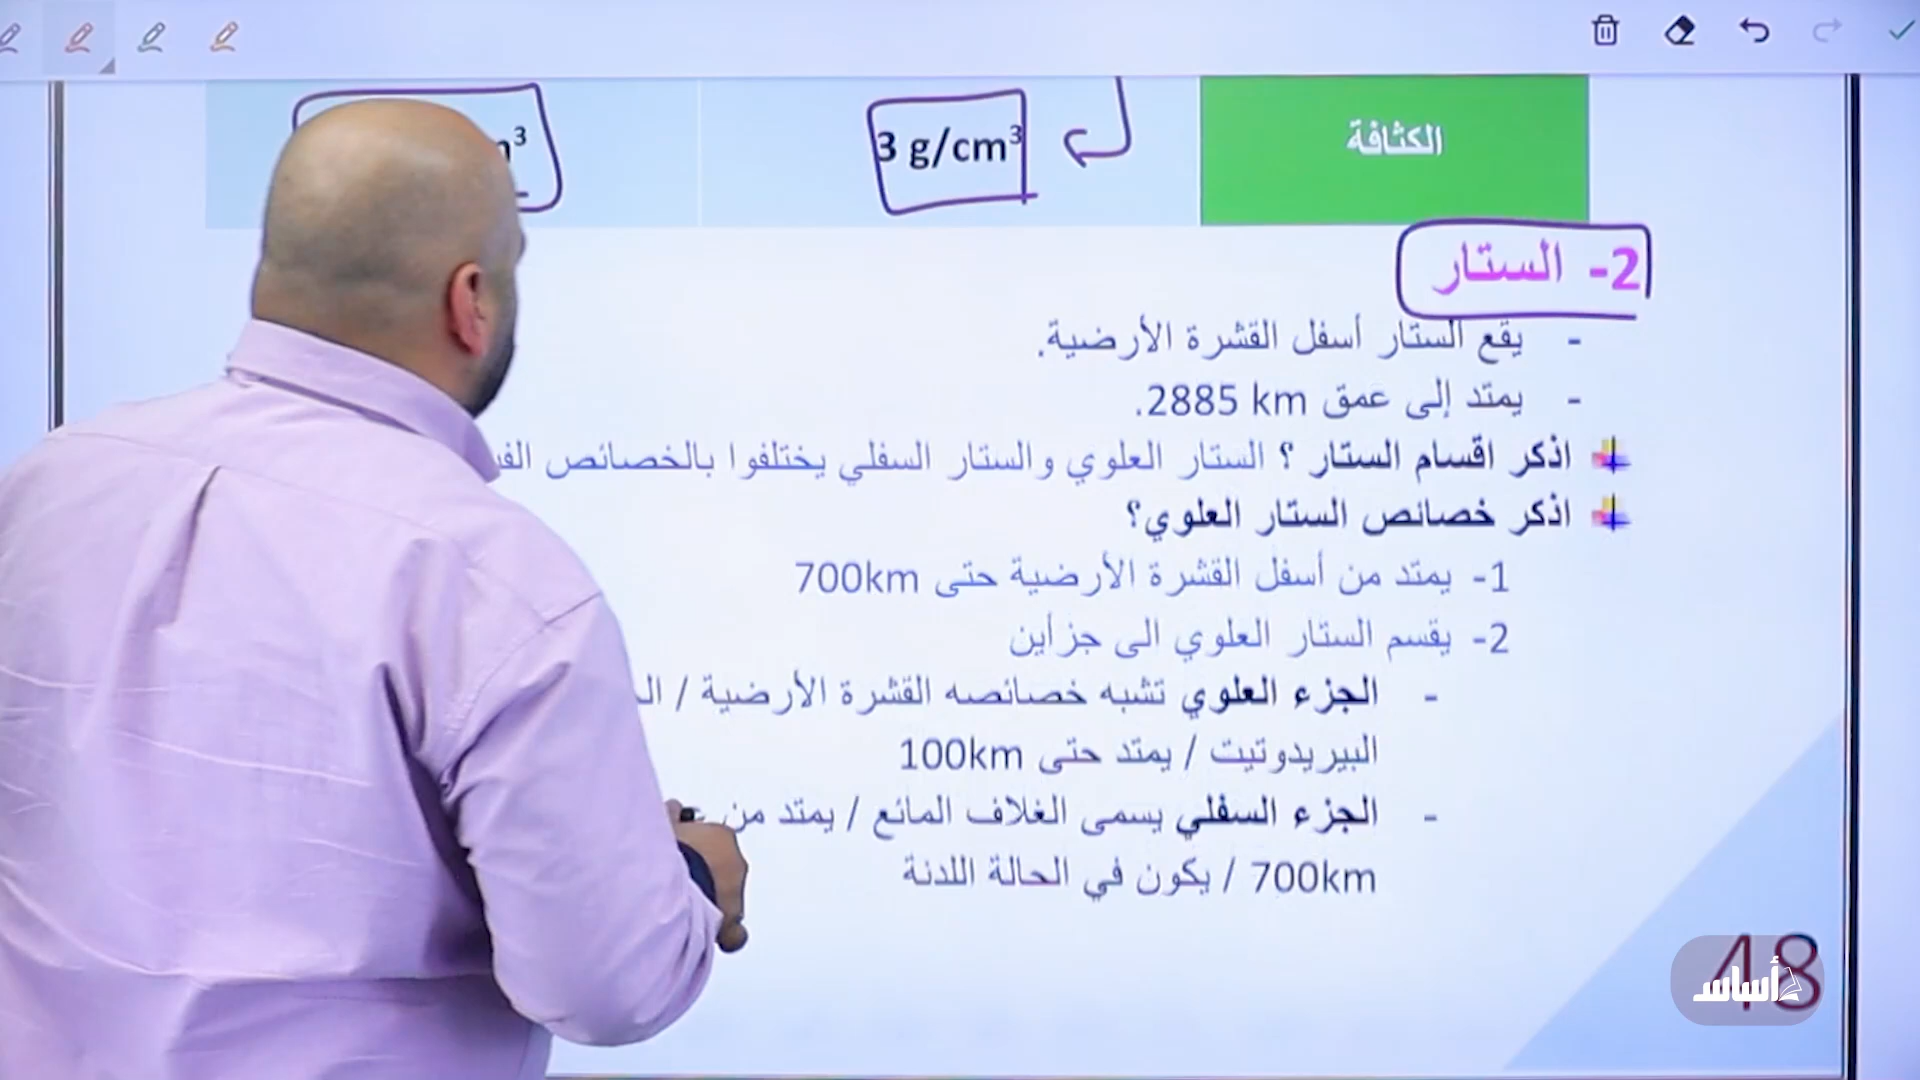 الكثافة 3 g/cm³
2- الستار
- يقع الستار أسفل القشرة الأرضية.
- يمتد إلى عمق 2885 km.
اذكر اقسام الستار ؟ الستار العلوي والستار السفلي يختلفوا بالخصائص
اذكر خصائص الستار العلوي؟
1- يمتد من أسفل القشرة الأرضية حتى 700km
2- يقسم الستار العلوي الى جزأين
- الجزء العلوي تشبه خصائصه القشرة الأرضية /
البيريدوتيت / يمتد حتى 100km
- الجزء السفلي يسمى الغلاف المائع / يمتد من
700km / يكون في الحالة اللدنة
48
أساس